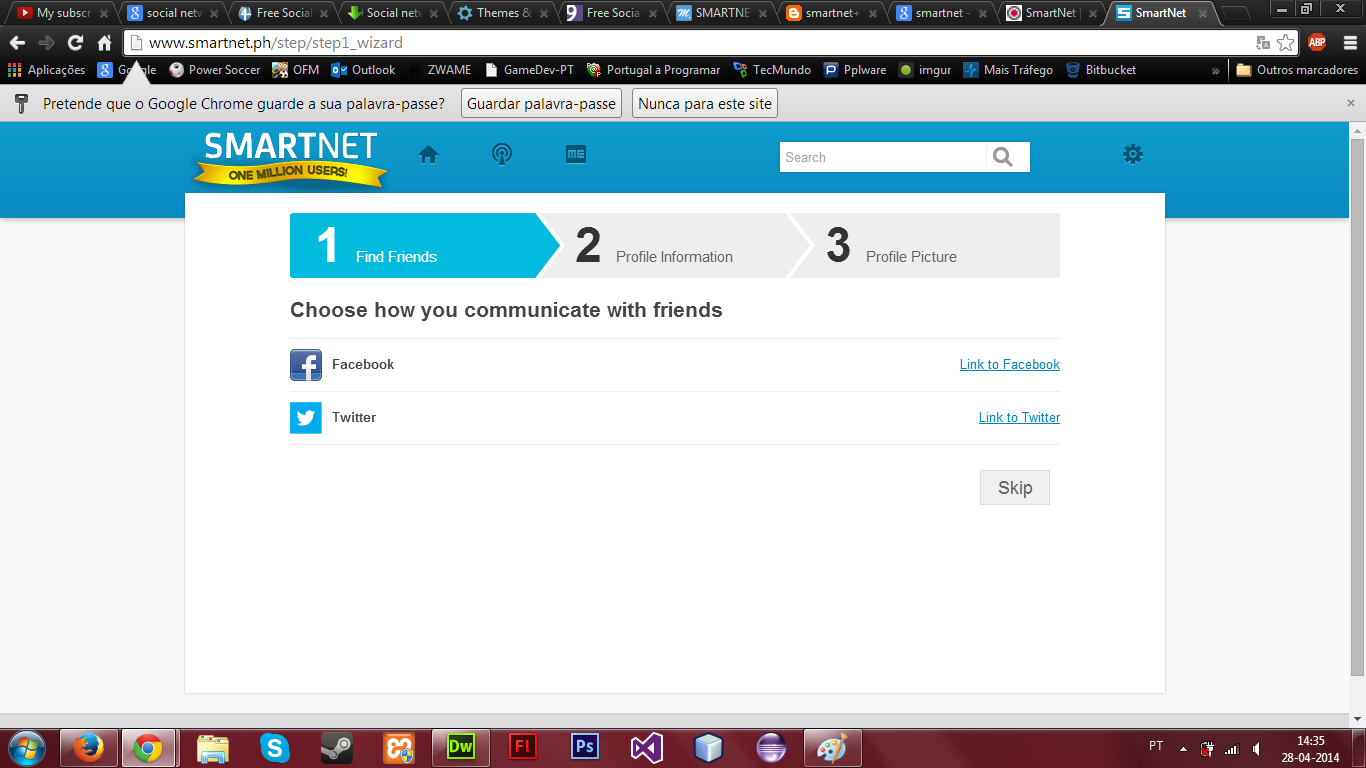 My subscr
social netv
Free Social
Social netv
Themes &
Free Socia
SMARTNE
smartnet+
smartnet -
SmartNet |
SmartNet
www.smartnet.ph/step/step1_wizard
ABP
Aplicações Google Power Soccer OFM Outlook ZWAME GameDev-PT Portugal a Programar TecMundo Pplware imgur Mais Tráfego Bitbucket » Outros marcadores
Pretende que o Google Chrome guarde a sua palavra-passe? Guardar palavra-passe Nunca para este site
SMARTNET
ONE MILLION USERS!
ME
Search
1 Find Friends
2 Profile Information
3 Profile Picture
Choose how you communicate with friends
Facebook Link to Facebook
Twitter Link to Twitter
Skip
Dw
Fl
Ps
PT
14:35
28-04-2014